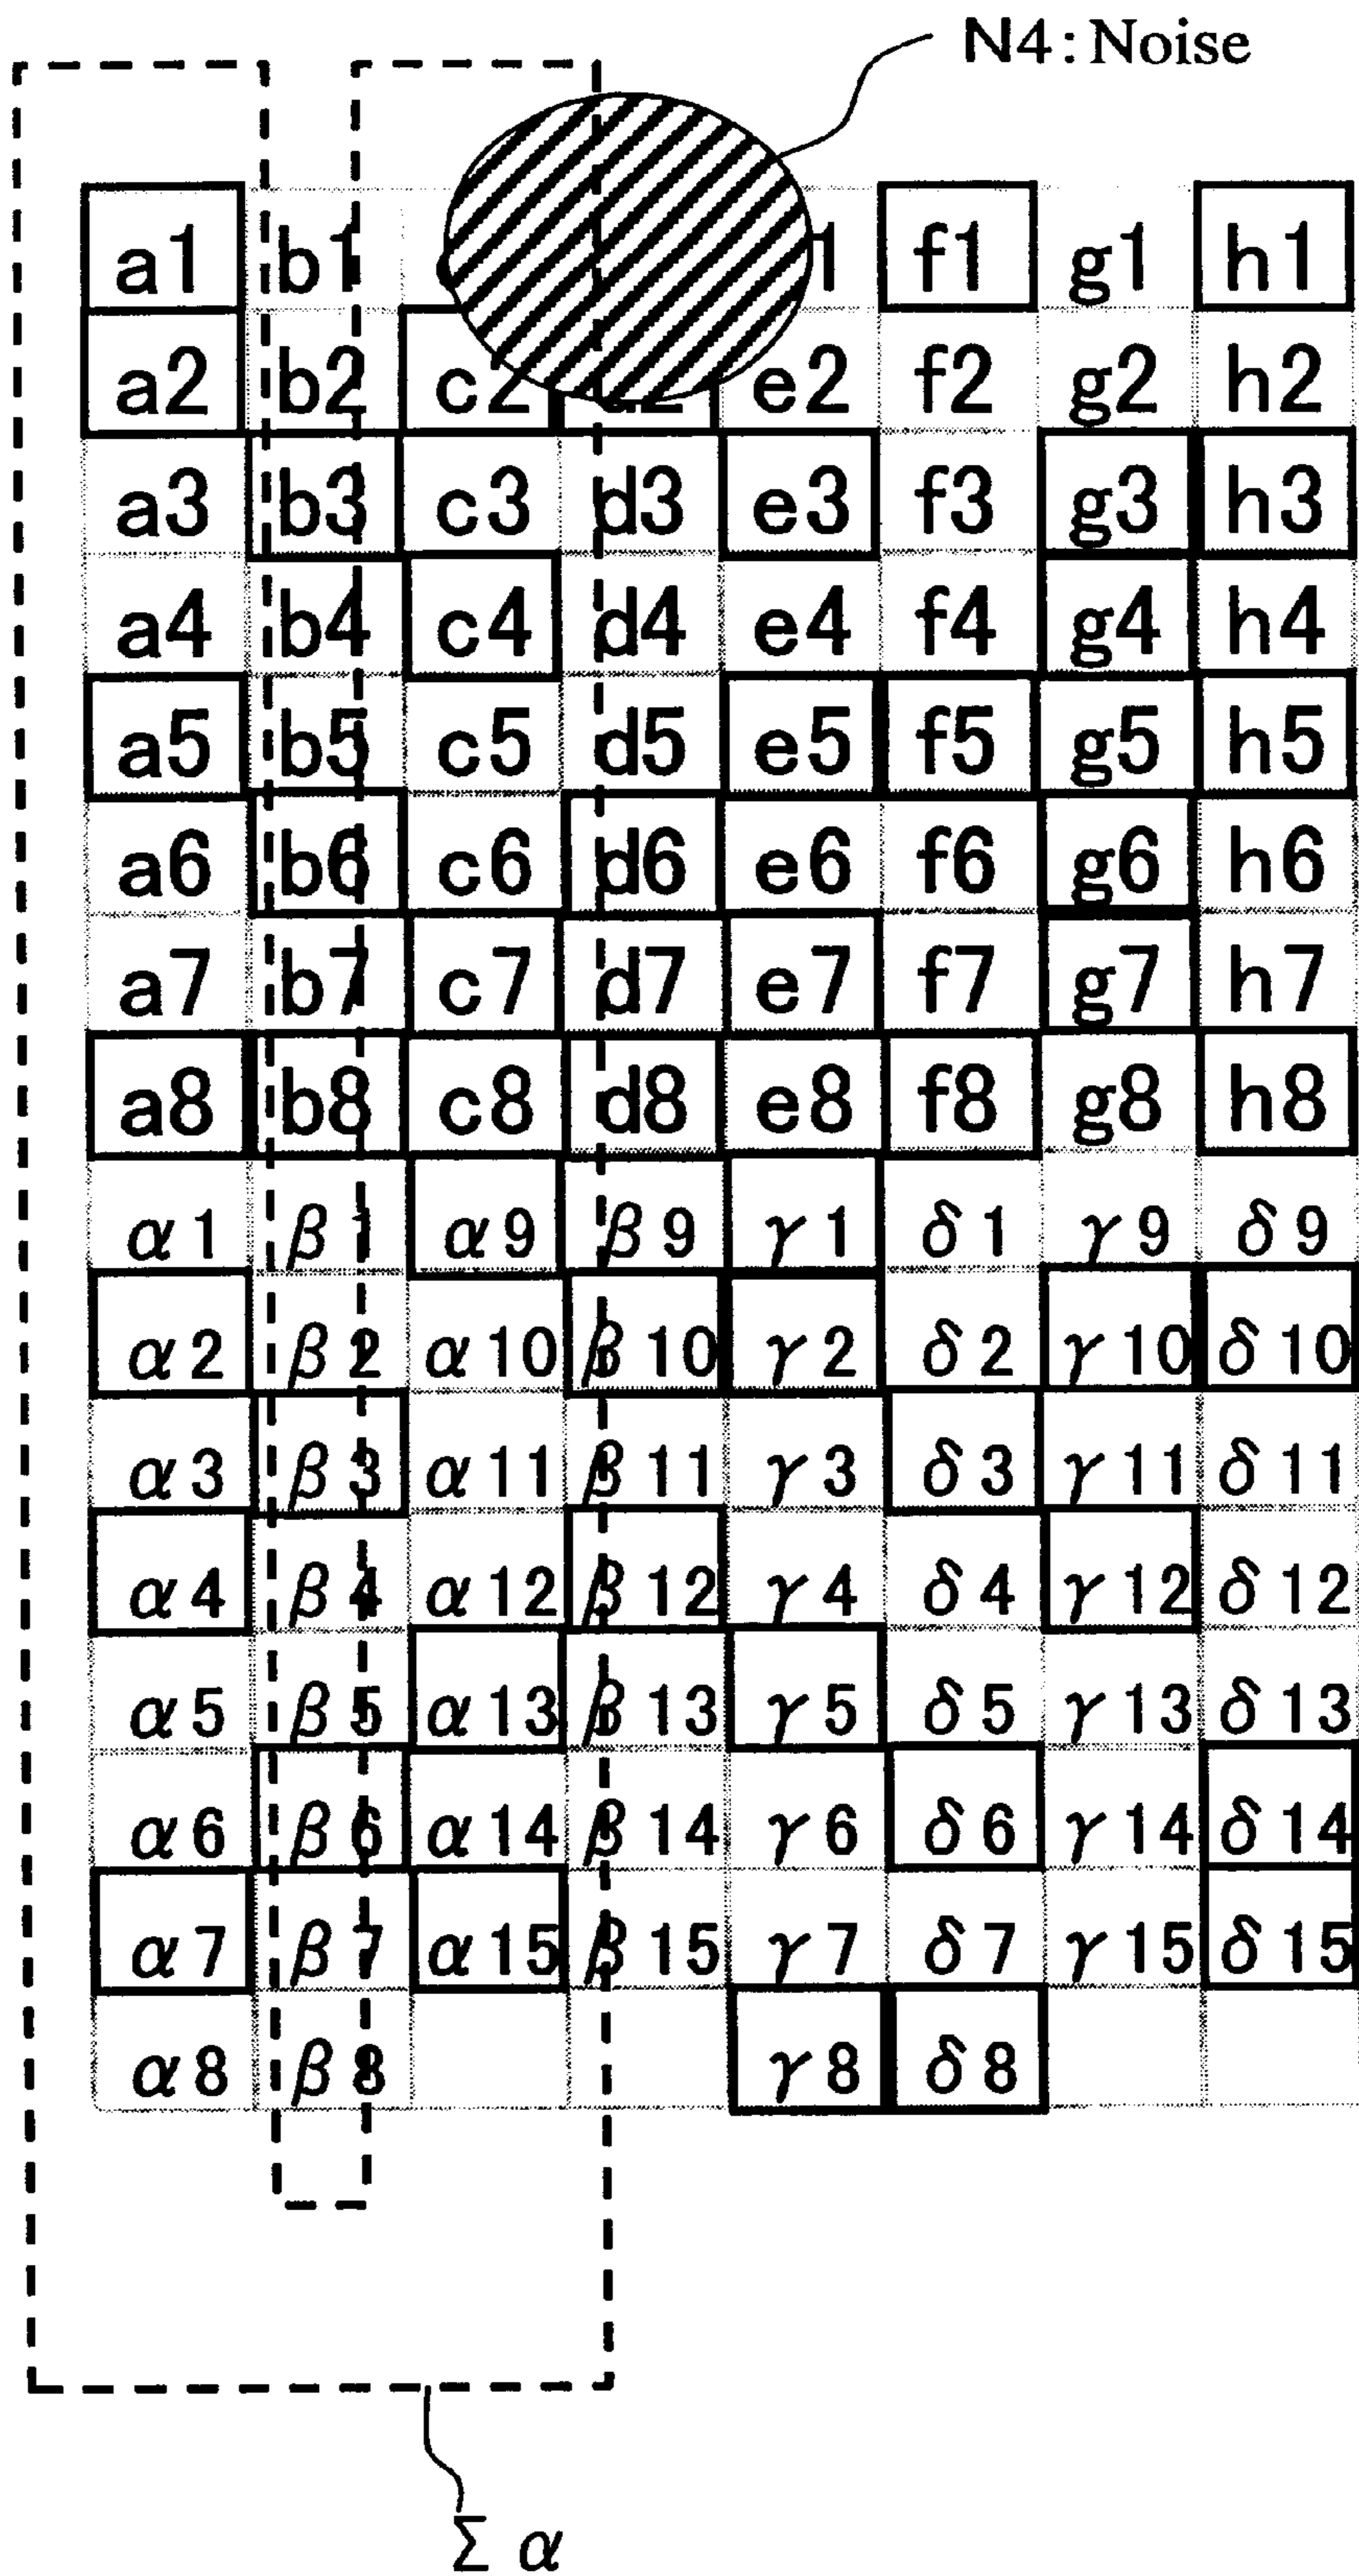 N4:Noise
a1 b1 1 f1 g1 h1
a2 b2 c2 e2 f2 g2 h2
a3 b3 c3 d3 e3 f3 g3 h3
a4 b4 c4 d4 e4 f4 g4 h4
a5 b5 c5 d5 e5 f5 g5 h5
a6 b6 c6 d6 e6 f6 g6 h6
a7 b7 c7 d7 e7 f7 g7 h7
a8 b8 c8 d8 e8 f8 g8 h8
α1 β1 α9 β9 γ1 δ1 γ9 δ9
α2 β2 α10 β10 γ2 δ2 γ10 δ10
α3 β3 α11 β11 γ3 δ3 γ11 δ11
α4 β4 α12 β12 γ4 δ4 γ12 δ12
α5 β5 α13 β13 γ5 δ5 γ13 δ13
α6 β6 α14 β14 γ6 δ6 γ14 δ14
α7 β7 α15 β15 γ7 δ7 γ15 δ15
α8 β8 γ8 δ8
Σα